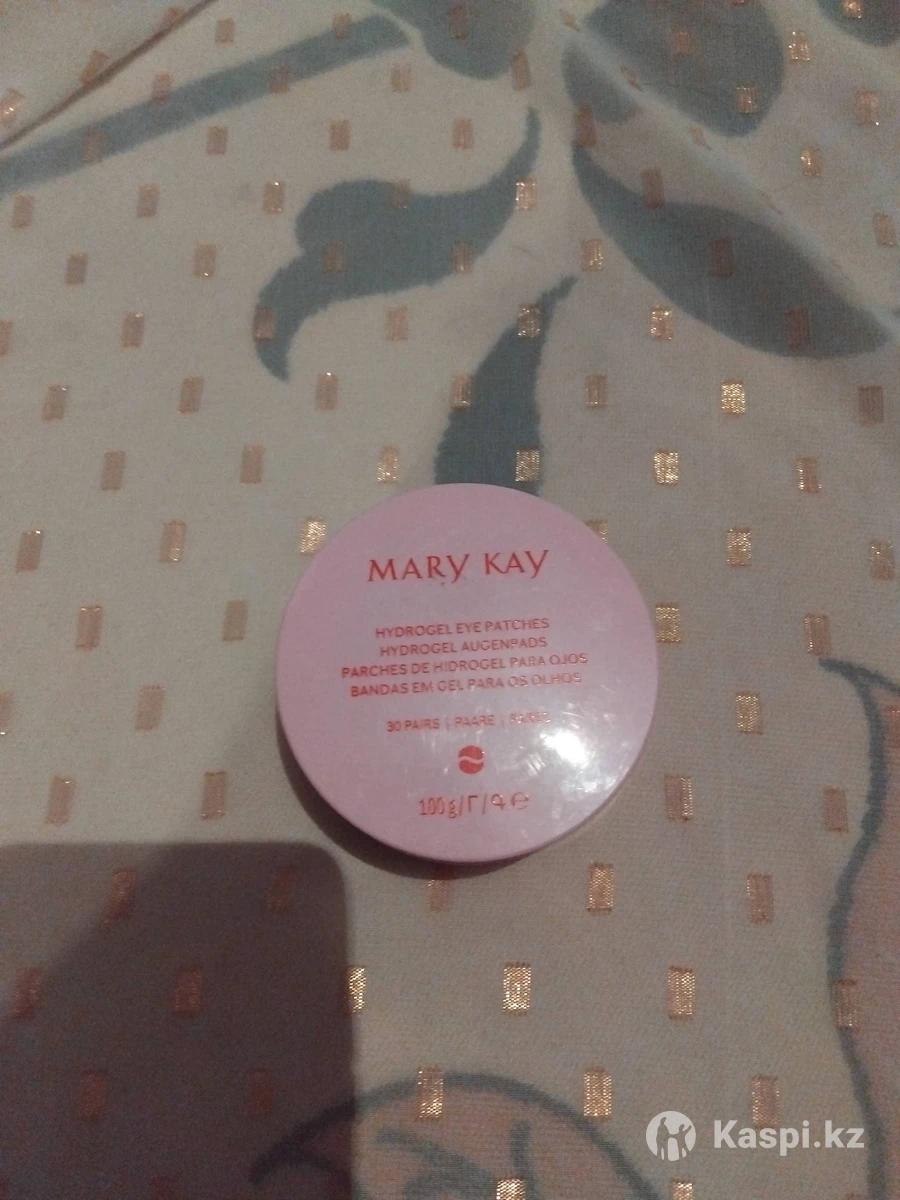 MARY KAY
HYDROGEL EYE PATCHES
HYDROGEL AUGENPADS
PARCHES DE HIDROGEL PARA OJOS
BANDAS EM GEL PARA OS OLHOS
30 PAIRS | PAARE |
100 g/Г/գ ℮
Kaspi.kz